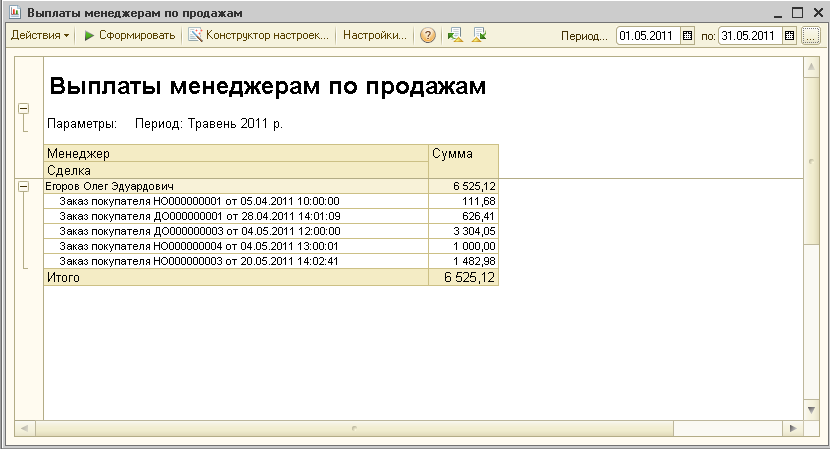 Выплаты менеджерам по продажам
Действия Сформировать Конструктор настроек... Настройки... Период... 01.05.2011 по: 31.05.2011 ...
Выплаты менеджерам по продажам
Параметры: Период: Травень 2011 р.
Менеджер Сумма
Сделка
Егоров Олег Эдуардович 6 525,12
Заказ покупателя НО000000001 от 05.04.2011 10:00:00 111,68
Заказ покупателя ДО000000001 от 28.04.2011 14:01:09 626,41
Заказ покупателя ДО000000003 от 04.05.2011 12:00:00 3 304,05
Заказ покупателя НО000000004 от 04.05.2011 13:00:01 1 000,00
Заказ покупателя НО000000003 от 20.05.2011 14:02:41 1 482,98
Итого 6 525,12